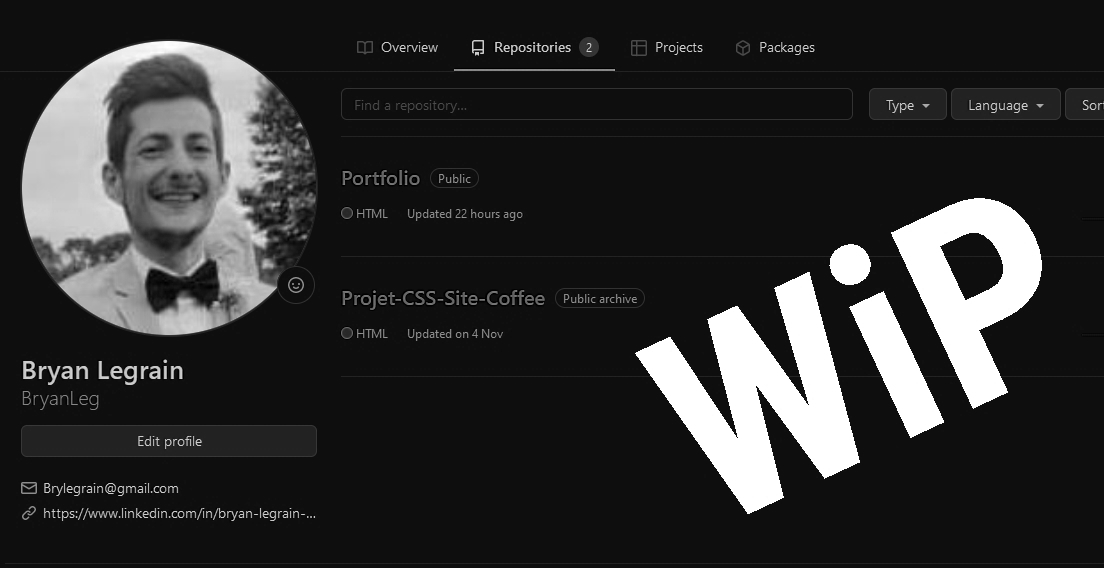 Overview Repositories 2 Projects Packages
Find a repository... Type Language Sort
Portfolio Public
HTML Updated 22 hours ago
Projet-CSS-Site-Coffee Public archive
HTML Updated on 4 Nov
WiP
Bryan Legrain
BryanLeg
Edit profile
Brylegrain@gmail.com
https://www.linkedin.com/in/bryan-legrain-...